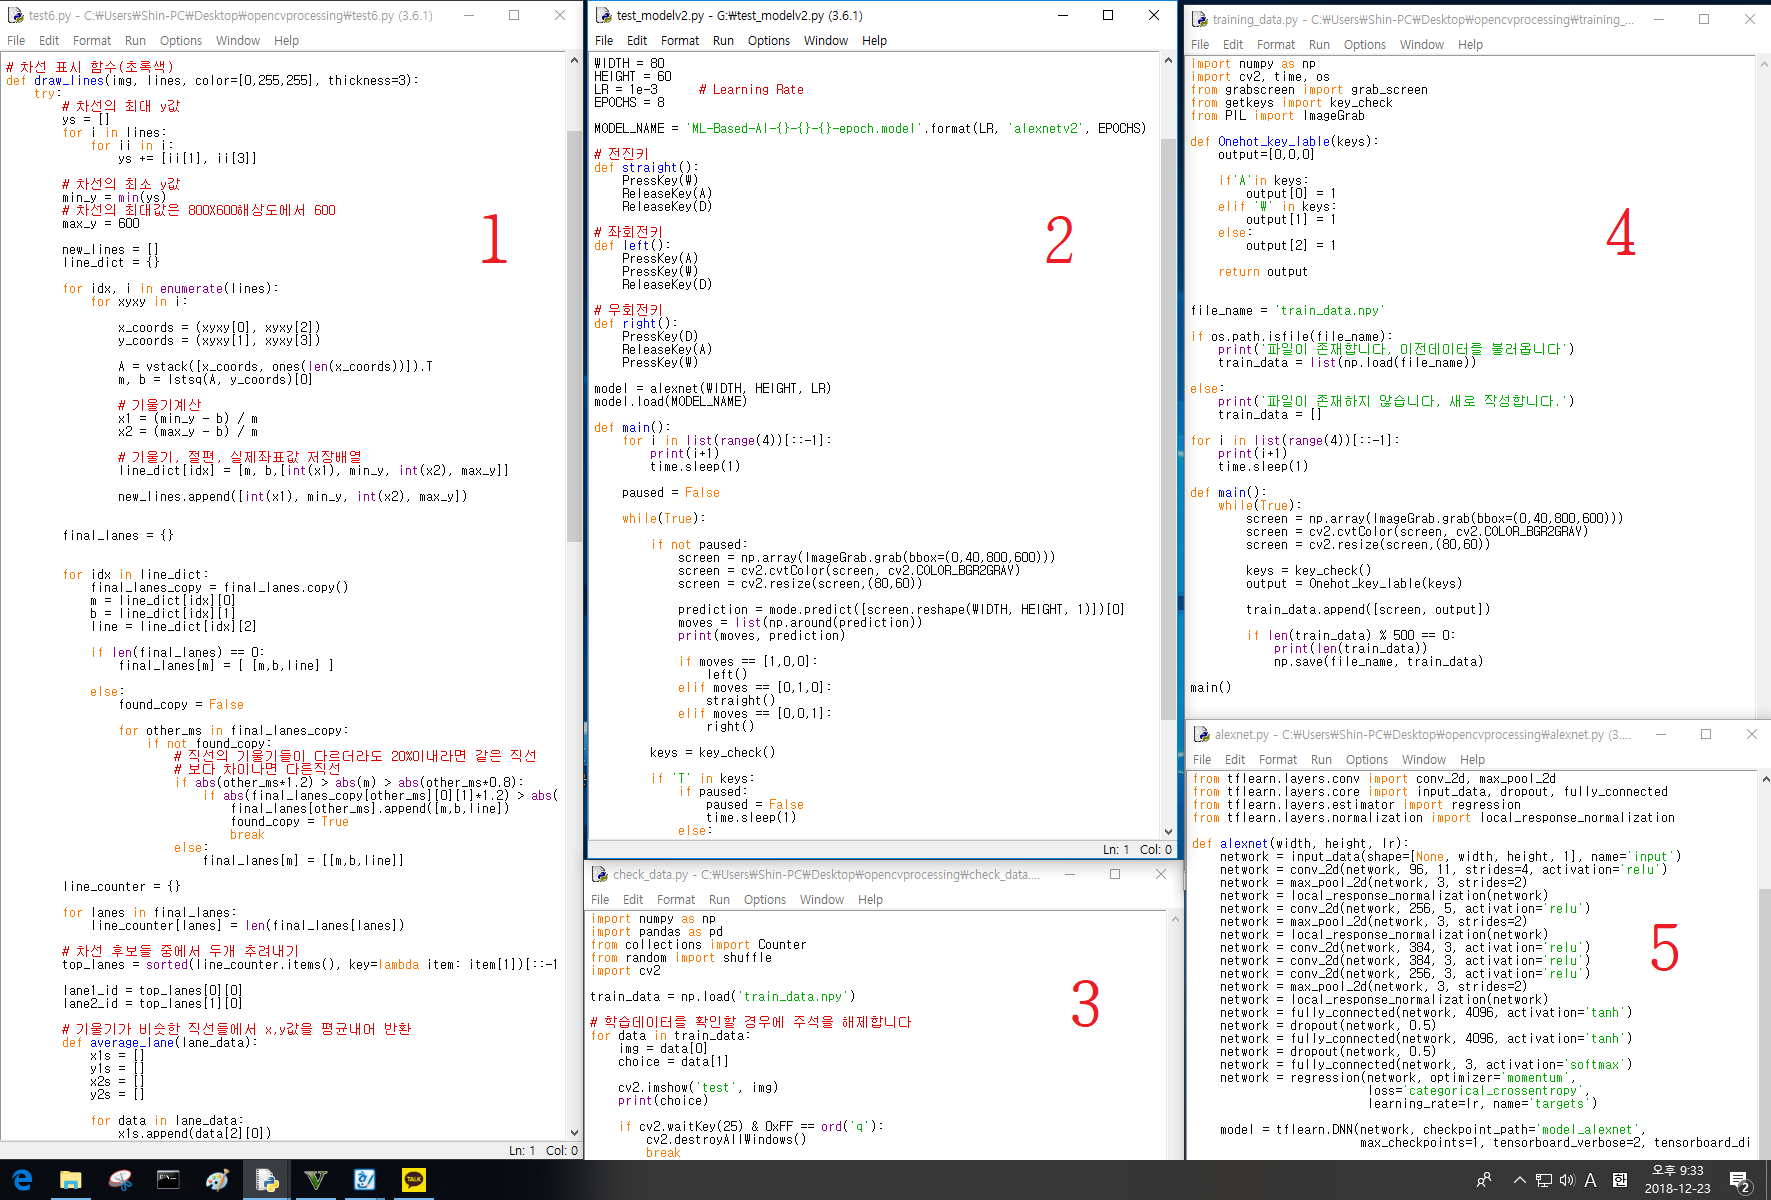 test6.py - C:₩Users₩Shin-PC₩Desktop₩opencvprocessing₩test6.py (3.6.1)
File Edit Format Run Options Window Help
# 차선 표시 함수(초록색)
def draw_lines(img, lines, color=[0,255,255], thickness=3):
    try:
        # 차선의 최대 y값
        ys = []
        for i in lines:
            for ii in i:
                ys += [ii[1], ii[3]]

        # 차선의 최소 y값
        min_y = min(ys)
        # 차선의 최대값은 800X600해상도에서 600
        max_y = 600

        new_lines = []
        line_dict = {}

        for idx, i in enumerate(lines):
            for xyxy in i:

                x_coords = (xyxy[0], xyxy[2])
                y_coords = (xyxy[1], xyxy[3])

                A = vstack([x_coords, ones(len(x_coords))]).T
                m, b = lstsq(A, y_coords)[0]

                # 기울기계산
                x1 = (min_y - b) / m
                x2 = (max_y - b) / m

                # 기울기, 절편, 실제좌표값 저장배열
                line_dict[idx] = [m, b,[int(x1), min_y, int(x2), max_y]]

                new_lines.append([int(x1), min_y, int(x2), max_y])

        final_lanes = {}

        for idx in line_dict:
            final_lanes_copy = final_lanes.copy()
            m = line_dict[idx][0]
            b = line_dict[idx][1]
            line = line_dict[idx][2]

            if len(final_lanes) == 0:
                final_lanes[m] = [ [m,b,line] ]

            else:
                found_copy = False

                for other_ms in final_lanes_copy:
                    if not found_copy:
                        # 직선의 기울기들이 다르더라도 20%이내라면 같은 직선
                        # 보다 차이나면 다름직선
                        if abs(other_ms*1.2) > abs(m) > abs(other_ms*0.8):
                            if abs(final_lanes_copy[other_ms][0][1]*1.2) > abs(
                                final_lanes[other_ms].append([m,b,line])
                                found_copy = True
                                break
                        else:
                            final_lanes[m] = [[m,b,line]]

        line_counter = {}

        for lanes in final_lanes:
            line_counter[lanes] = len(final_lanes[lanes])

        # 차선 후보들 중에서 두개 추려내기
        top_lanes = sorted(line_counter.items(), key=lambda item: item[1])[::-1

        lane1_id = top_lanes[0][0]
        lane2_id = top_lanes[1][0]

        # 기울기가 비슷한 직선들에서 x,y값을 평균내어 반환
        def average_lane(lane_data):
            x1s = []
            y1s = []
            x2s = []
            y2s = []

            for data in lane_data:
                x1s.append(data[2][0])
Ln: 1 Col: 0
1
test_modelv2.py - G:₩test_modelv2.py (3.6.1)
File Edit Format Run Options Window Help
WIDTH = 80
HEIGHT = 60
LR = 1e-3 # Learning Rate
EPOCHS = 8

MODEL_NAME = 'ML-Based-AI-{}-{}-{}-epoch.model'.format(LR, 'alexnetv2', EPOCHS)

# 전진키
def straight():
    PressKey(W)
    ReleaseKey(A)
    ReleaseKey(D)

# 좌회전키
def left():
    PressKey(A)
    PressKey(W)
    ReleaseKey(D)

# 우회전키
def right():
    PressKey(D)
    ReleaseKey(A)
    PressKey(W)

model = alexnet(WIDTH, HEIGHT, LR)
model.load(MODEL_NAME)

def main():
    for i in list(range(4))[::-1]:
        print(i+1)
        time.sleep(1)

    paused = False

    while(True):

        if not paused:
            screen = np.array(ImageGrab.grab(bbox=(0,40,800,600)))
            screen = cv2.cvtColor(screen, cv2.COLOR_BGR2GRAY)
            screen = cv2.resize(screen,(80,60))

            prediction = mode.predict([screen.reshape(WIDTH, HEIGHT, 1)])[0]
            moves = list(np.around(prediction))
            print(moves, prediction)

            if moves == [1,0,0]:
                left()
            elif moves == [0,1,0]:
                straight()
            elif moves == [0,0,1]:
                right()

        keys = key_check()

        if 'T' in keys:
            if paused:
                paused = False
                time.sleep(1)
            else:
Ln: 1 Col: 0
2
check_data.py - C:₩Users₩Shin-PC₩Desktop₩opencvprocessing₩check_data....
File Edit Format Run Options Window Help
import numpy as np
import pandas as pd
from collections import Counter
from random import shuffle
import cv2

train_data = np.load('train_data.npy')

# 학습데이터를 확인할 경우에 주석을 해제합니다
for data in train_data:
    img = data[0]
    choice = data[1]

    cv2.imshow('test', img)
    print(choice)

    if cv2.waitKey(25) & 0xFF == ord('q'):
        cv2.destroyAllWindows()
        break
3
training_data.py - C:₩Users₩Shin-PC₩Desktop₩opencvprocessing₩training_...
File Edit Format Run Options Window Help
import numpy as np
import cv2, time, os
from grabscreen import grab_screen
from getkeys import key_check
from PIL import ImageGrab

def Onehot_key_lable(keys):
    output=[0,0,0]

    if'A'in keys:
        output[0] = 1
    elif 'W' in keys:
        output[1] = 1
    else:
        output[2] = 1

    return output

file_name = 'train_data.npy'

if os.path.isfile(file_name):
    print('파일이 존재합니다, 이전데이터를 불러옵니다')
    train_data = list(np.load(file_name))

else:
    print('파일이 존재하지 않습니다, 새로 작성합니다.')
    train_data = []

for i in list(range(4))[::-1]:
    print(i+1)
    time.sleep(1)

def main():
    while(True):
        screen = np.array(ImageGrab.grab(bbox=(0,40,800,600)))
        screen = cv2.cvtColor(screen, cv2.COLOR_BGR2GRAY)
        screen = cv2.resize(screen,(80,60))

        keys = key_check()
        output = Onehot_key_lable(keys)

        train_data.append([screen, output])

        if len(train_data) % 500 == 0:
            print(len(train_data))
            np.save(file_name, train_data)

main()
4
alexnet.py - C:₩Users₩Shin-PC₩Desktop₩opencvprocessing₩alexnet.py (3....
File Edit Format Run Options Window Help
from tflearn.layers.conv import conv_2d, max_pool_2d
from tflearn.layers.core import input_data, dropout, fully_connected
from tflearn.layers.estimator import regression
from tflearn.layers.normalization import local_response_normalization

def alexnet(width, height, lr):
    network = input_data(shape=[None, width, height, 1], name='input')
    network = conv_2d(network, 96, 11, strides=4, activation='relu')
    network = max_pool_2d(network, 3, strides=2)
    network = local_response_normalization(network)
    network = conv_2d(network, 256, 5, activation='relu')
    network = max_pool_2d(network, 3, strides=2)
    network = local_response_normalization(network)
    network = conv_2d(network, 384, 3, activation='relu')
    network = conv_2d(network, 384, 3, activation='relu')
    network = conv_2d(network, 256, 3, activation='relu')
    network = max_pool_2d(network, 3, strides=2)
    network = local_response_normalization(network)
    network = fully_connected(network, 4096, activation='tanh')
    network = dropout(network, 0.5)
    network = fully_connected(network, 4096, activation='tanh')
    network = dropout(network, 0.5)
    network = fully_connected(network, 3, activation='softmax')
    network = regression(network, optimizer='momentum',
                         loss='categorical_crossentropy',
                         learning_rate=lr, name='targets')

    model = tflearn.DNN(network, checkpoint_path='model_alexnet',
                        max_checkpoints=1, tensorboard_verbose=2, tensorboard_di
5
TALK
A 한
오후 9:33
2018-12-23
2